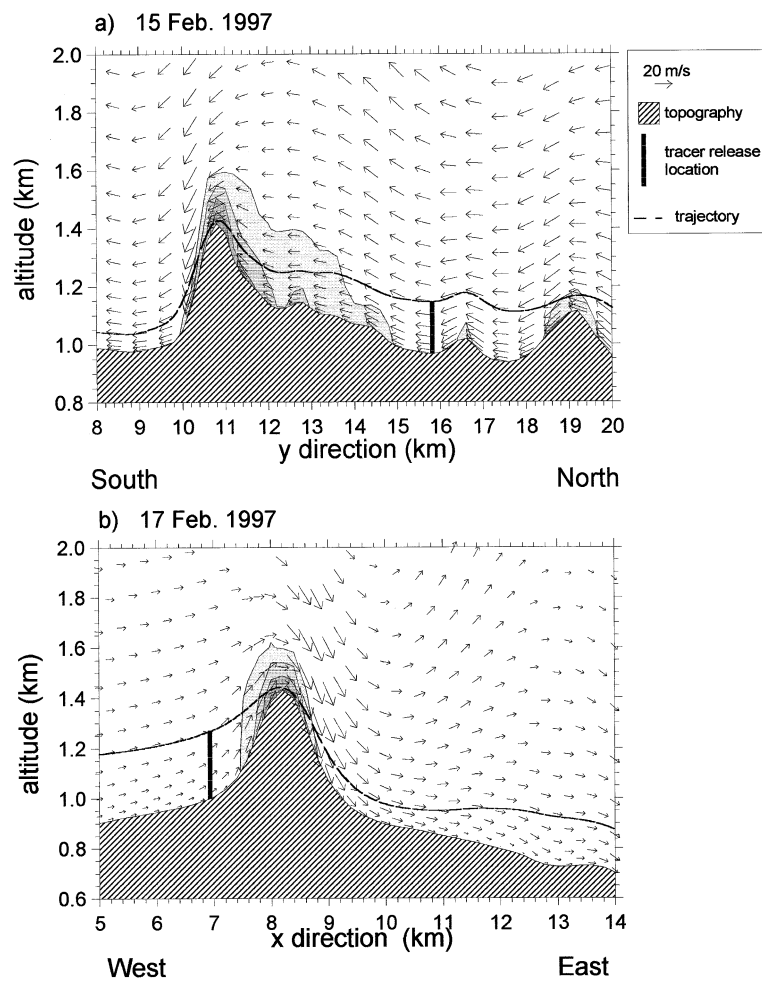 a) 15 Feb. 1997
2.0
1.8
1.6
1.4
1.2
1.0
0.8
altitude (km)
8 9 10 11 12 13 14 15 16 17 18 19 20
y direction (km)
South North
20 m/s
topography
tracer release
location
trajectory
b) 17 Feb. 1997
2.0
1.8
1.6
1.4
1.2
1.0
0.8
0.6
altitude (km)
5 6 7 8 9 10 11 12 13 14
x direction (km)
West East